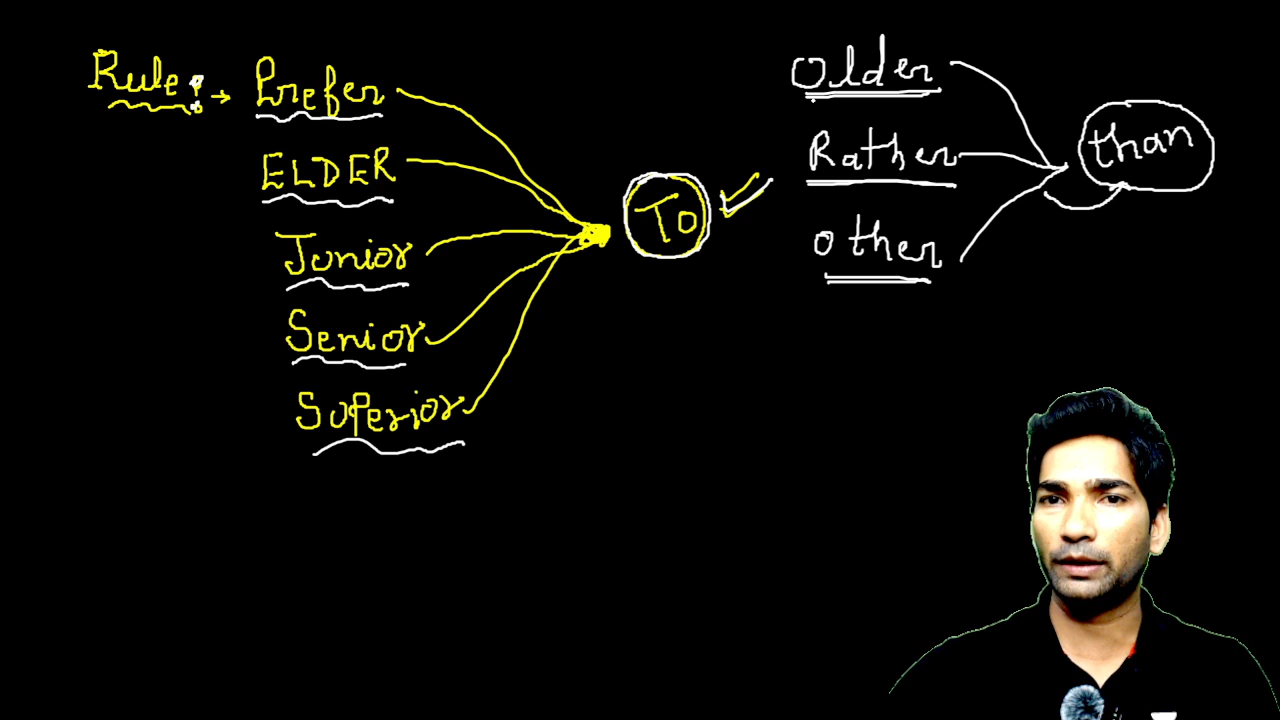 Rule: → Prefer
ELDER
Junior
Senior
Superior
To
Older
Rather
other
than